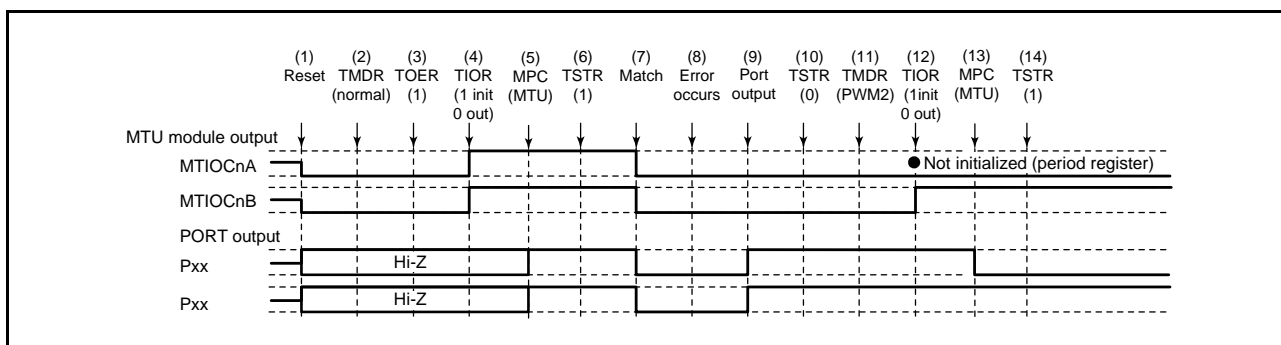 (1) (2) (3) (4) (5) (6) (7) (8) (9) (10) (11) (12) (13) (14)
Reset TMDR TOER TIOR MPC TSTR Match Error Port TSTR TMDR TIOR MPC TSTR
(normal) (1) (1 init (MTU) (1) occurs output (0) (PWM2) (1init (MTU) (1)
0 out) 0 out)
MTU module output
MTIOCnA Not initialized (period register)
MTIOCnB
PORT output
Pxx Hi-Z
Pxx Hi-Z